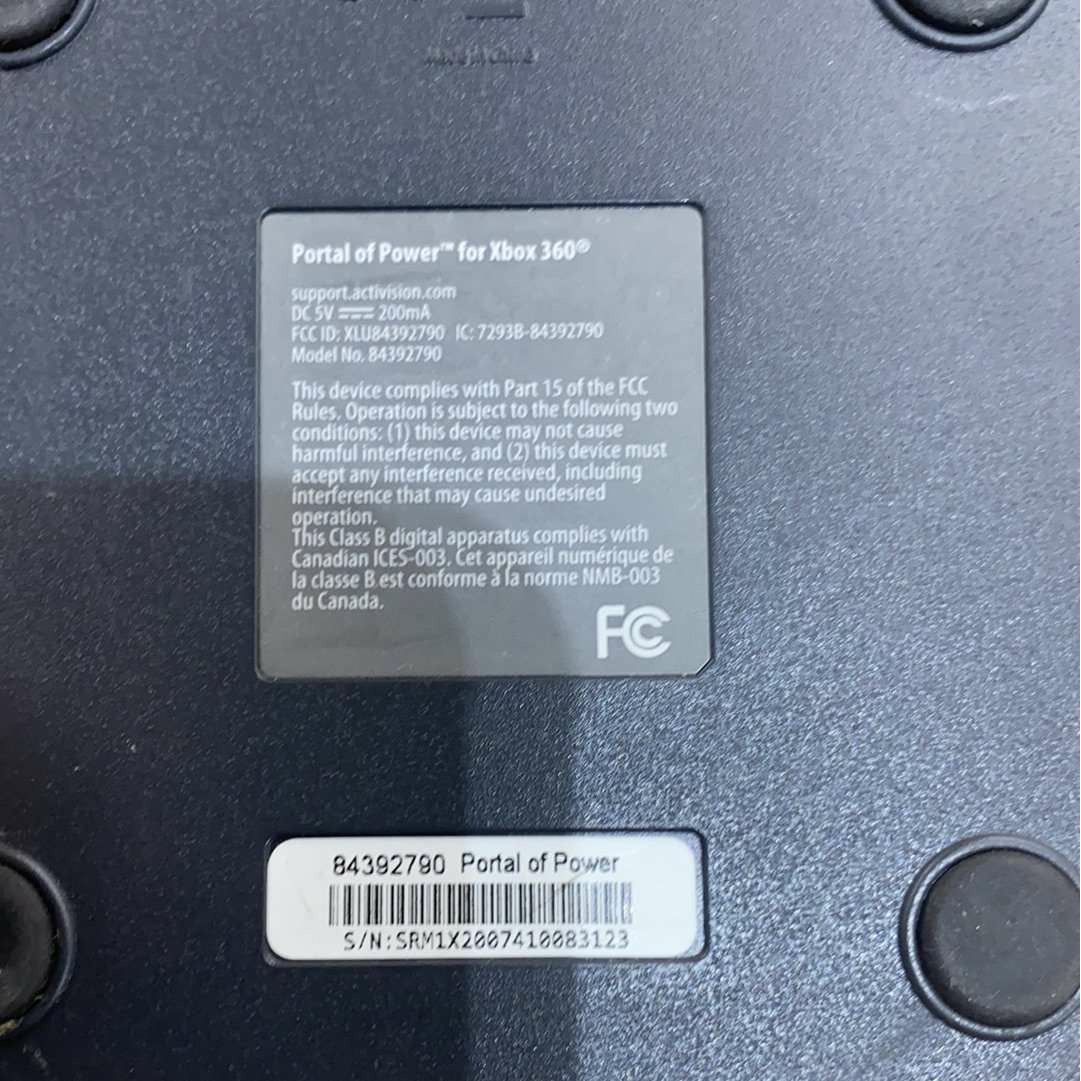 Portal of Power™ for Xbox 360®
support.activision.com
DC 5V ⎓ 200mA
FCC ID: XLU84392790 IC: 7293B-84392790
Model No. 84392790
This device complies with Part 15 of the FCC
Rules. Operation is subject to the following two
conditions: (1) this device may not cause
harmful interference, and (2) this device must
accept any interference received, including
interference that may cause undesired
operation.
This Class B digital apparatus complies with
Canadian ICES-003. Cet appareil numérique de
la classe B est conforme à la norme NMB-003
du Canada.
FC
84392790 Portal of Power
S/N:SRM1X2007410083123